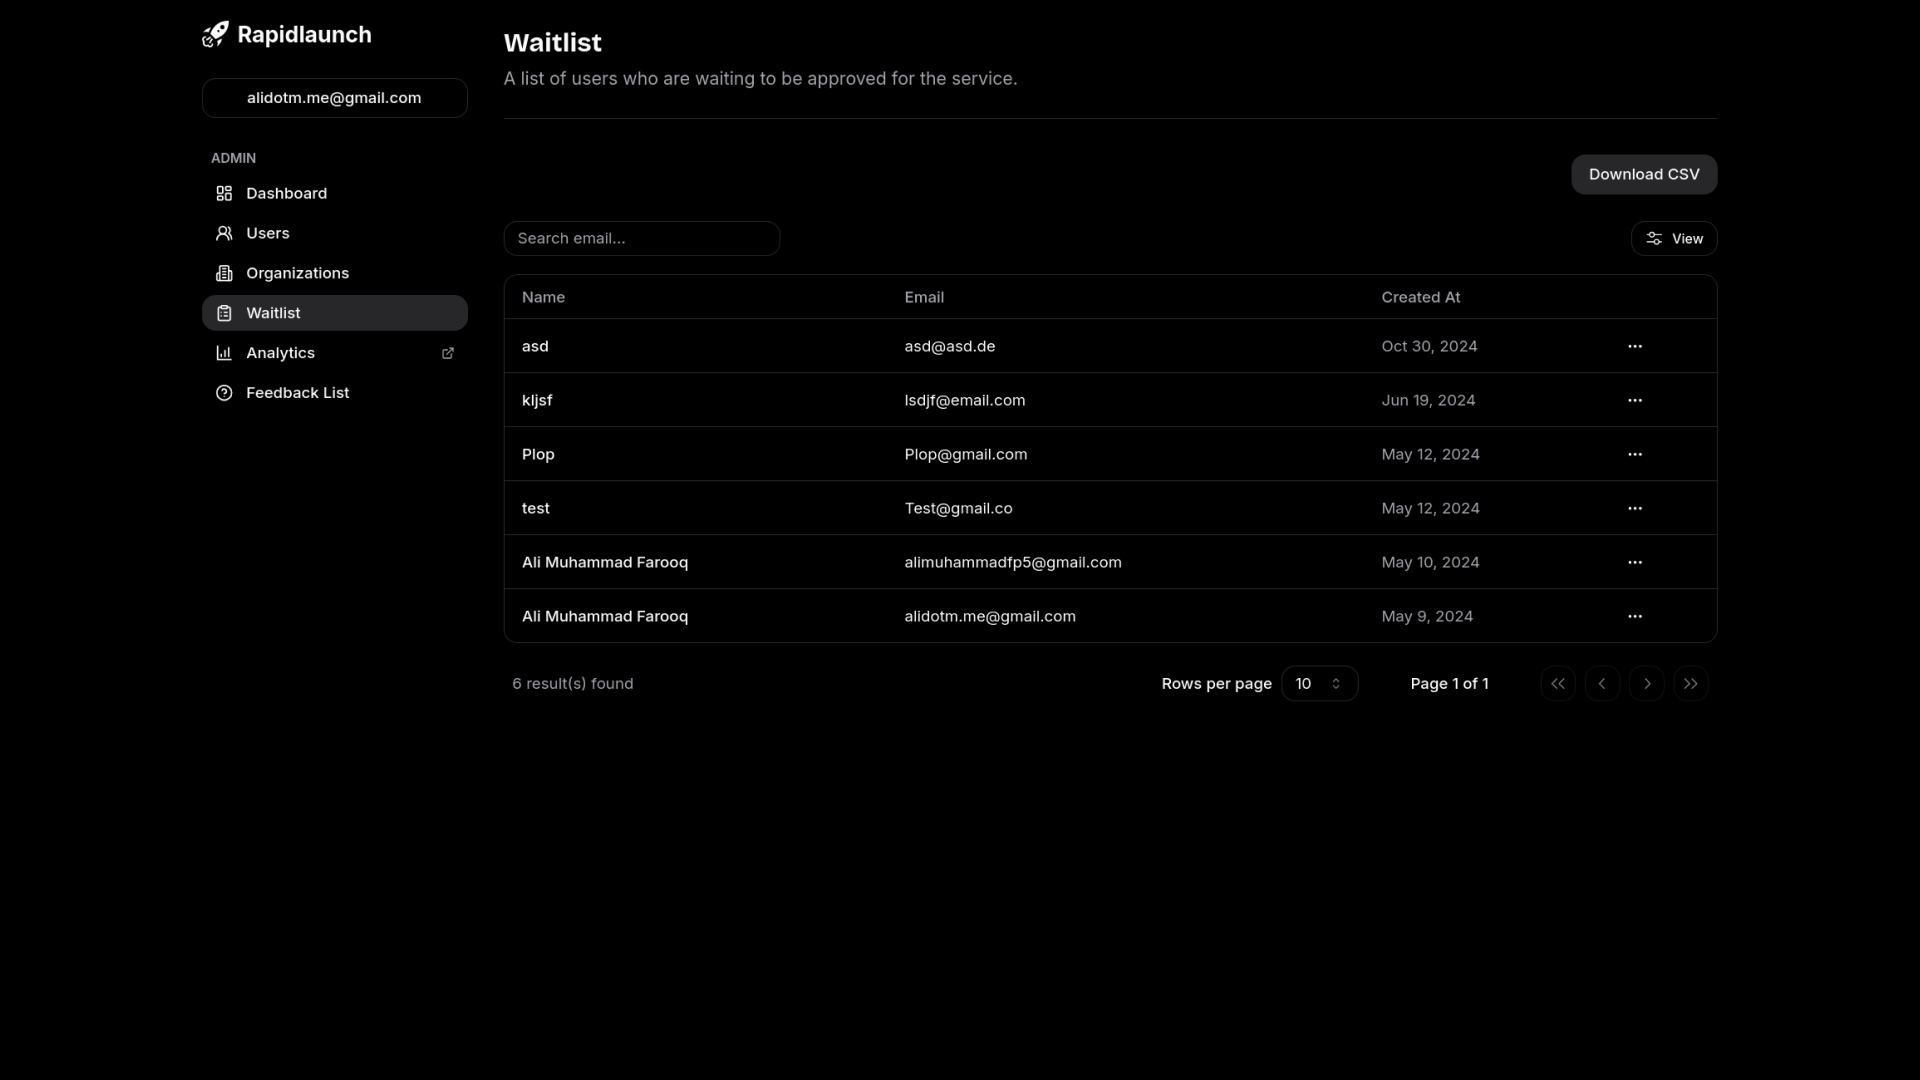 Rapidlaunch
alidotm.me@gmail.com
ADMIN
Dashboard
Users
Organizations
Waitlist
Analytics
Feedback List
Waitlist
A list of users who are waiting to be approved for the service.
Download CSV
Search email...
View
Name Email Created At
asd asd@asd.de Oct 30, 2024
kljsf lsdjf@email.com Jun 19, 2024
Plop Plop@gmail.com May 12, 2024
test Test@gmail.co May 12, 2024
Ali Muhammad Farooq alimuhammadfp5@gmail.com May 10, 2024
Ali Muhammad Farooq alidotm.me@gmail.com May 9, 2024
6 result(s) found Rows per page 10 Page 1 of 1